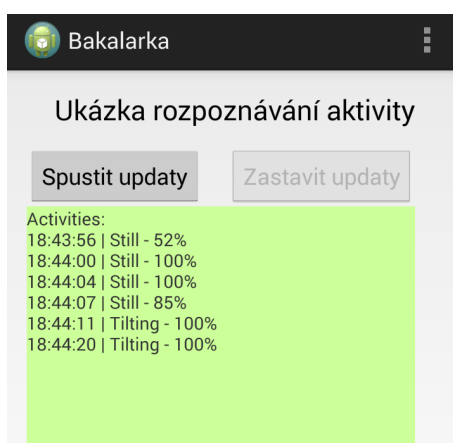 Bakalarka
Ukázka rozpoznávání aktivity
Spustit updaty
Zastavit updaty
Activities:
18:43:56 | Still - 52%
18:44:00 | Still - 100%
18:44:04 | Still - 100%
18:44:07 | Still - 85%
18:44:11 | Tilting - 100%
18:44:20 | Tilting - 100%